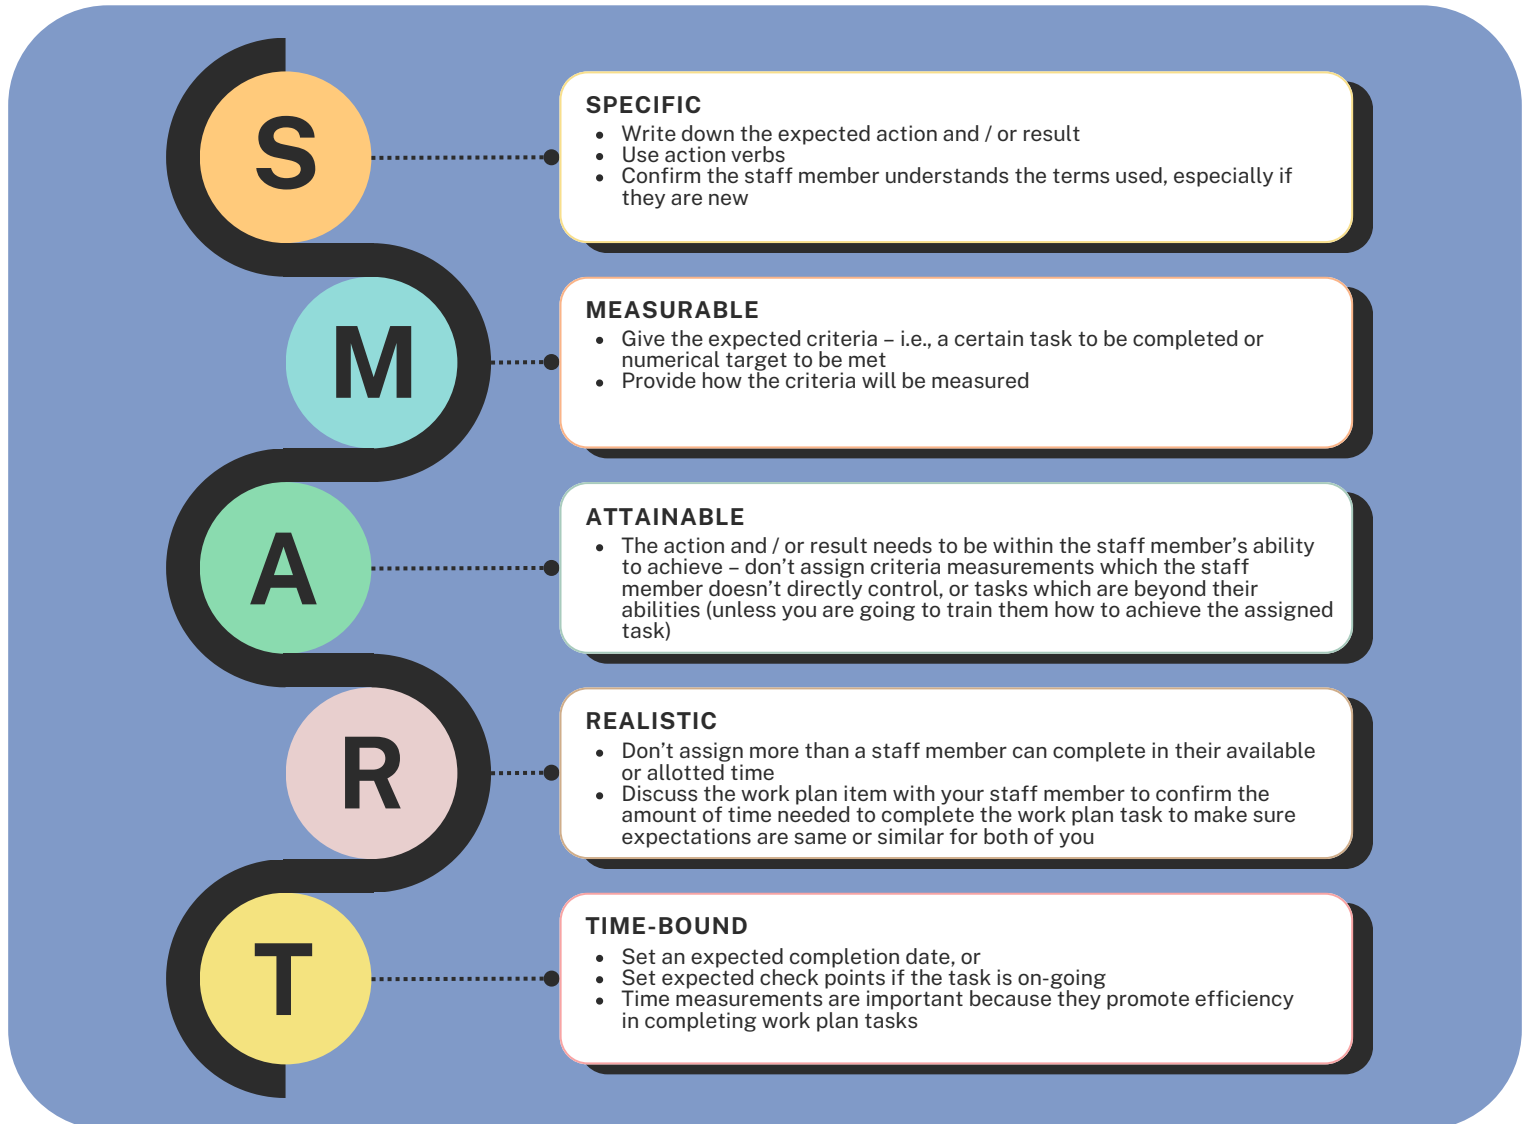 S
SPECIFIC
• Write down the expected action and / or result
• Use action verbs
• Confirm the staff member understands the terms used, especially if
they are new
M
MEASURABLE
• Give the expected criteria – i.e., a certain task to be completed or
numerical target to be met
• Provide how the criteria will be measured
A
ATTAINABLE
• The action and / or result needs to be within the staff member’s ability
to achieve – don’t assign criteria measurements which the staff
member doesn’t directly control, or tasks which are beyond their
abilities (unless you are going to train them how to achieve the assigned
task)
R
REALISTIC
• Don’t assign more than a staff member can complete in their available
or allotted time
• Discuss the work plan item with your staff member to confirm the
amount of time needed to complete the work plan task to make sure
expectations are same or similar for both of you
T
TIME-BOUND
• Set an expected completion date, or
• Set expected check points if the task is on-going
• Time measurements are important because they promote efficiency
in completing work plan tasks